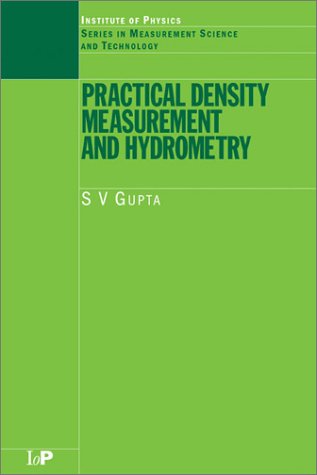 INSTITUTE OF PHYSICS
SERIES IN MEASUREMENT SCIENCE
AND TECHNOLOGY
PRACTICAL DENSITY
MEASUREMENT
AND HYDROMETRY
S V GUPTA
IoP